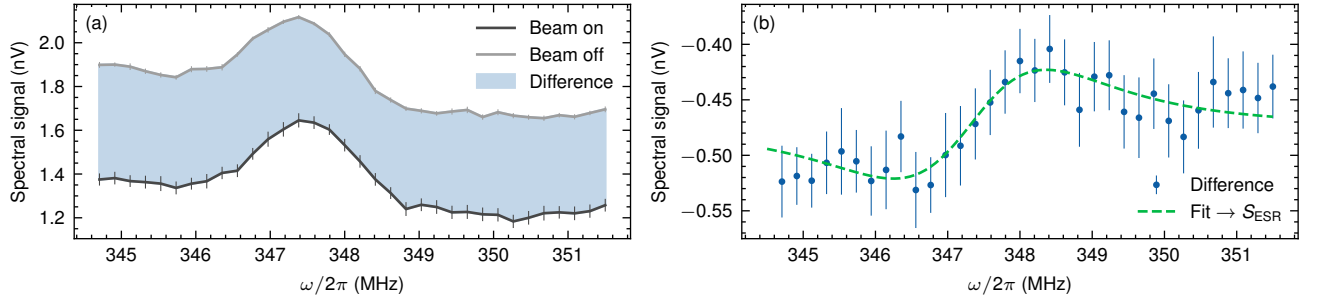 (a)
Beam on
Beam off
Difference
Spectral signal (nV)
2.0
1.8
1.6
1.4
1.2
345
346
347
348
349
350
351
ω/2π (MHz)
(b)
Difference
Fit → S_ESR
Spectral signal (nV)
−0.40
−0.45
−0.50
−0.55
345
346
347
348
349
350
351
ω/2π (MHz)